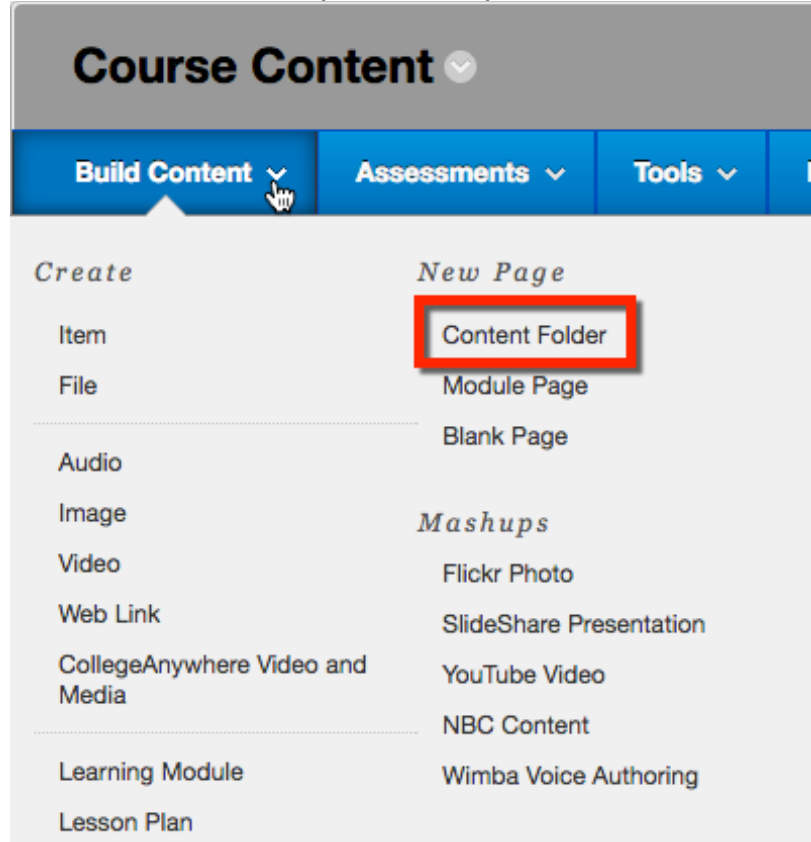 Course Content
Build Content
Assessments
Tools
Create
Item
File
Audio
Image
Video
Web Link
CollegeAnywhere Video and
Media
Learning Module
Lesson Plan
New Page
Content Folder
Module Page
Blank Page
Mashups
Flickr Photo
SlideShare Presentation
YouTube Video
NBC Content
Wimba Voice Authoring